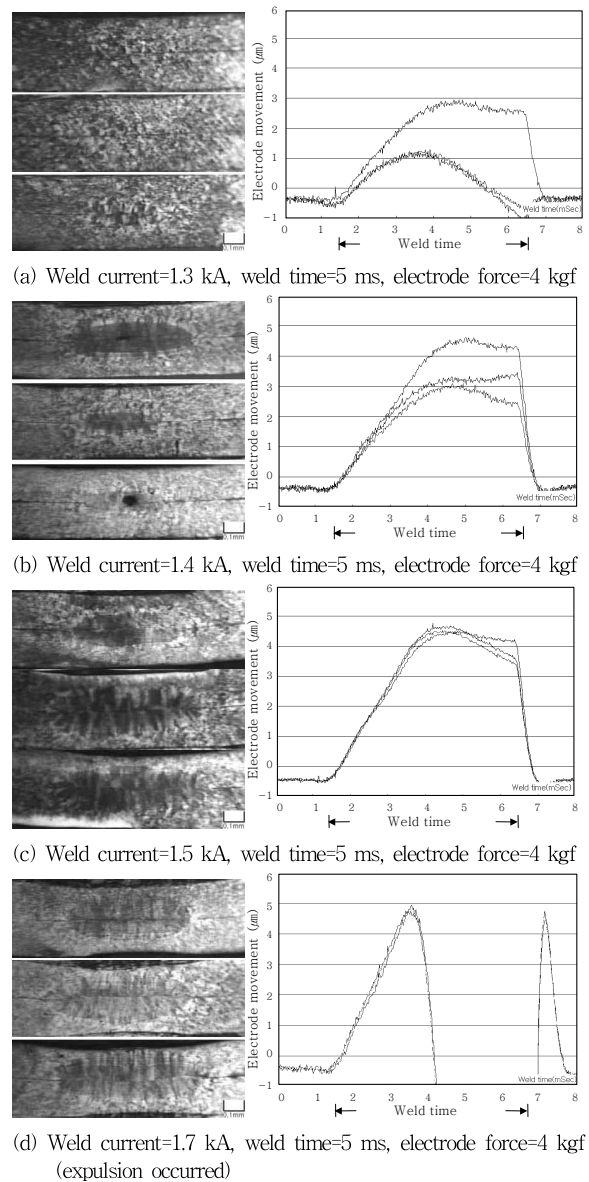 6
5
4
3
2
1
0
−1
Electrode movement (㎛)
0.1mm
Weld time(mSec)
0 1 2 3 4 5 6 7 8
Weld time
(a) Weld current=1.3 kA, weld time=5 ms, electrode force=4 kgf
6
5
4
3
2
1
0
−1
Electrode movement (㎛)
0.1mm
Weld time(mSec)
0 1 2 3 4 5 6 7 8
Weld time
(b) Weld current=1.4 kA, weld time=5 ms, electrode force=4 kgf
6
5
4
3
2
1
0
−1
Electrode movement (㎛)
0.1mm
Weld time(mSec)
0 1 2 3 4 5 6 7 8
Weld time
(c) Weld current=1.5 kA, weld time=5 ms, electrode force=4 kgf
6
5
4
3
2
1
0
−1
Electrode movement (㎛)
0.1mm
Weld time(mSec)
0 1 2 3 4 5 6 7 8
Weld time
(d) Weld current=1.7 kA, weld time=5 ms, electrode force=4 kgf
(expulsion occurred)